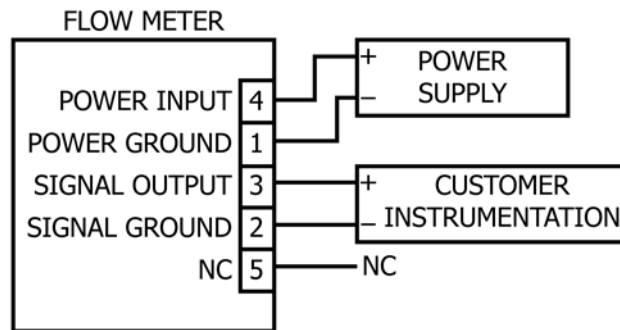 FLOW METER
POWER INPUT 4 + POWER
POWER GROUND 1 − SUPPLY
SIGNAL OUTPUT 3 + CUSTOMER
SIGNAL GROUND 2 − INSTRUMENTATION
NC 5 NC